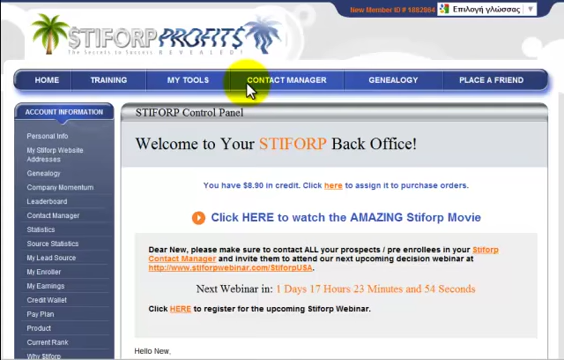 New Member ID # 1882064
Επιλογή γλώσσας
STIFORP PROFITS
The Secrets to Success REVEALED!
HOME
TRAINING
MY TOOLS
CONTACT MANAGER
GENEALOGY
PLACE A FRIEND
ACCOUNT INFORMATION
Personal Info
My Stiforp Website
Addresses
Genealogy
Company Momentum
Leaderboard
Contact Manager
Statistics
Source Statistics
My Lead Source
My Enroller
My Earnings
Credit Wallet
Pay Plan
Product
Current Rank
Why Stiforp
STIFORP Control Panel
Welcome to Your STIFORP Back Office!
You have $8.90 in credit. Click here to assign it to purchase orders.
Click HERE to watch the AMAZING Stiforp Movie
Dear New, please make sure to contact ALL your prospects / pre enrollees in your Stiforp
Contact Manager and invite them to attend our next upcoming decision webinar at
http://www.stiforpwebinar.com/StiforpUSA.
Next Webinar in: 1 Days 17 Hours 23 Minutes and 54 Seconds
Click HERE to register for the upcoming Stiforp Webinar.
Hello New,